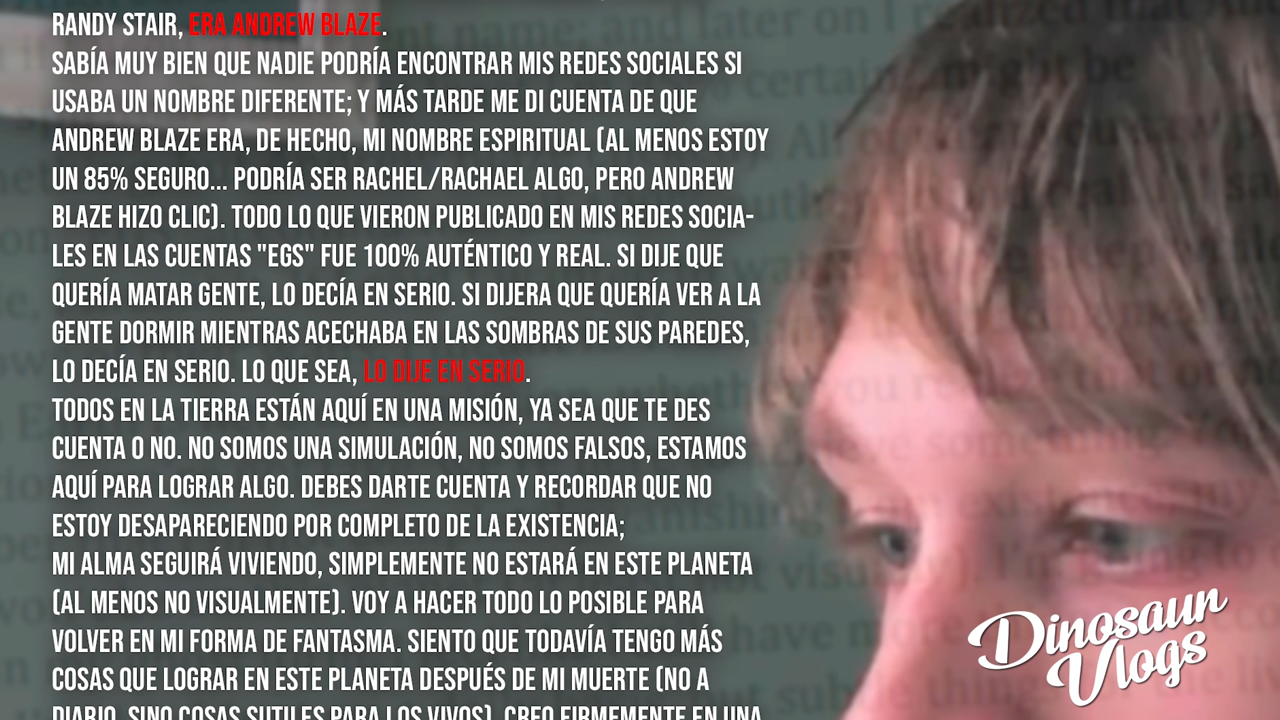 RANDY STAIR, ERA ANDREW BLAZE.
SABÍA MUY BIEN QUE NADIE PODRÍA ENCONTRAR MIS REDES SOCIALES SI
USABA UN NOMBRE DIFERENTE; Y MÁS TARDE ME DI CUENTA DE QUE
ANDREW BLAZE ERA, DE HECHO, MI NOMBRE ESPIRITUAL (AL MENOS ESTOY
UN 85% SEGURO... PODRÍA SER RACHEL/RACHAEL ALGO, PERO ANDREW
BLAZE HIZO CLIC). TODO LO QUE VIERON PUBLICADO EN MIS REDES SOCIA-
LES EN LAS CUENTAS "EGS" FUE 100% AUTÉNTICO Y REAL. SI DIJE QUE
QUERÍA MATAR GENTE, LO DECÍA EN SERIO. SI DIJERA QUE QUERÍA VER A LA
GENTE DORMIR MIENTRAS ACECHABA EN LAS SOMBRAS DE SUS PAREDES,
LO DECÍA EN SERIO. LO QUE SEA, LO DIJE EN SERIO.
TODOS EN LA TIERRA ESTÁN AQUÍ EN UNA MISIÓN, YA SEA QUE TE DES
CUENTA O NO. NO SOMOS UNA SIMULACIÓN, NO SOMOS FALSOS, ESTAMOS
AQUÍ PARA LOGRAR ALGO. DEBES DARTE CUENTA Y RECORDAR QUE NO
ESTOY DESAPARECIENDO POR COMPLETO DE LA EXISTENCIA;
MI ALMA SEGUIRÁ VIVIENDO, SIMPLEMENTE NO ESTARÁ EN ESTE PLANETA
(AL MENOS NO VISUALMENTE). VOY A HACER TODO LO POSIBLE PARA
VOLVER EN MI FORMA DE FANTASMA. SIENTO QUE TODAVÍA TENGO MÁS
COSAS QUE LOGRAR EN ESTE PLANETA DESPUÉS DE MI MUERTE (NO A
DIARIO, SINO COSAS SUTILES PARA LOS VIVOS). CREO FIRMEMENTE EN UNA
Dinosaur
Vlogs